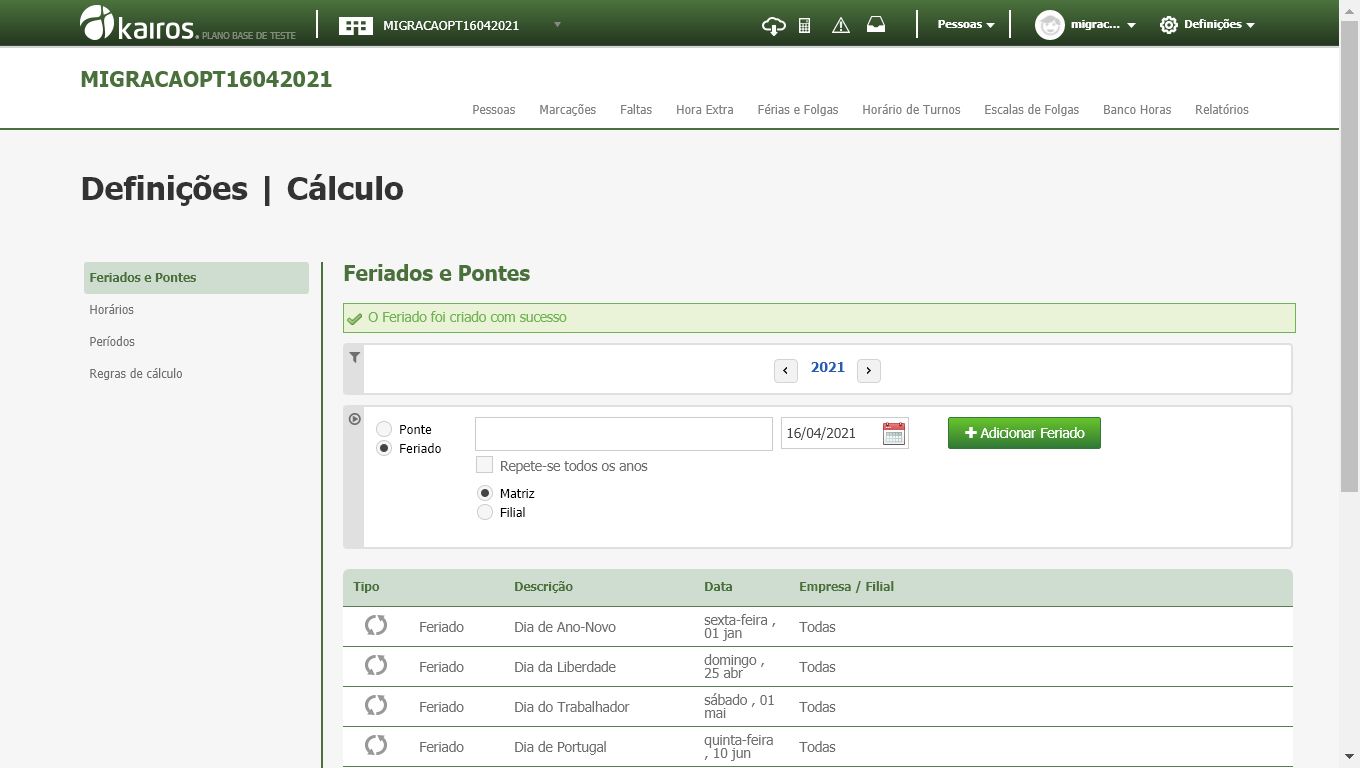 kairos. PLANO BASE DE TESTE MIGRACAOPT16042021 Pessoas migrac... Definições
MIGRACAOPT16042021
Pessoas Marcações Faltas Hora Extra Férias e Folgas Horário de Turnos Escalas de Folgas Banco Horas Relatórios
Definições | Cálculo
Feriados e Pontes
Horários
Períodos
Regras de cálculo
Feriados e Pontes
O Feriado foi criado com sucesso
< 2021 >
Ponte
Feriado
16/04/2021
+ Adicionar Feriado
Repete-se todos os anos
Matriz
Filial
Tipo Descrição Data Empresa / Filial
Feriado Dia de Ano-Novo sexta-feira , 01 jan Todas
Feriado Dia da Liberdade domingo , 25 abr Todas
Feriado Dia do Trabalhador sábado , 01 mai Todas
Feriado Dia de Portugal quinta-feira , 10 jun Todas